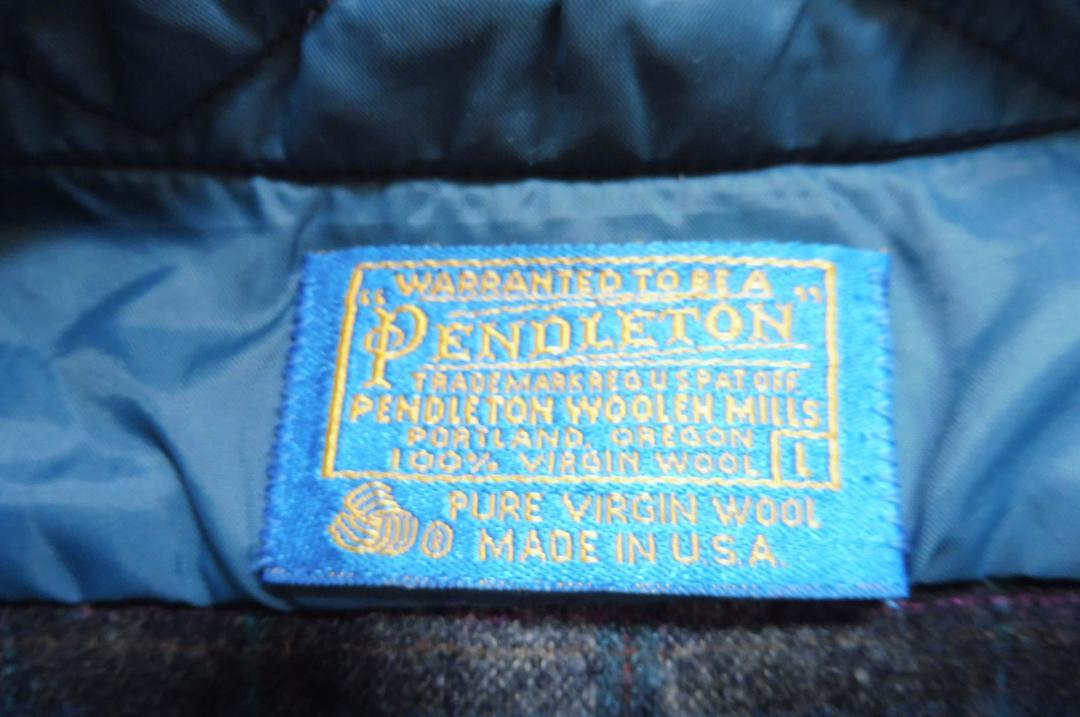 WARRANTED TO BE A
"PENDLETON"
TRADEMARK REG U S PAT. OFF
PENDLETON WOOLEN MILLS
PORTLAND, OREGON
100% VIRGIN WOOL L
PURE VIRGIN WOOL
® MADE IN U.S.A.